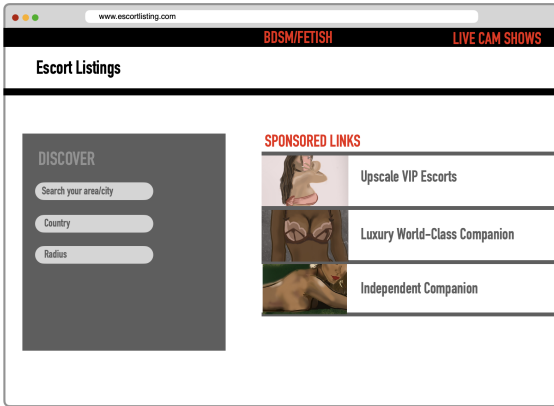 www.escortlisting.com
BDSM/FETISH LIVE CAM SHOWS
Escort Listings
DISCOVER
Search your area/city
Country
Radius
SPONSORED LINKS
Upscale VIP Escorts
Luxury World-Class Companion
Independent Companion